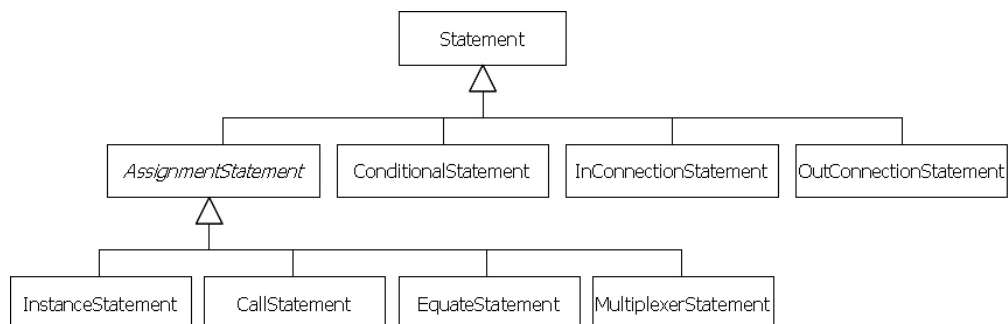 Statement
AssignmentStatement
ConditionalStatement
InConnectionStatement
OutConnectionStatement
InstanceStatement
CallStatement
EquateStatement
MultiplexerStatement